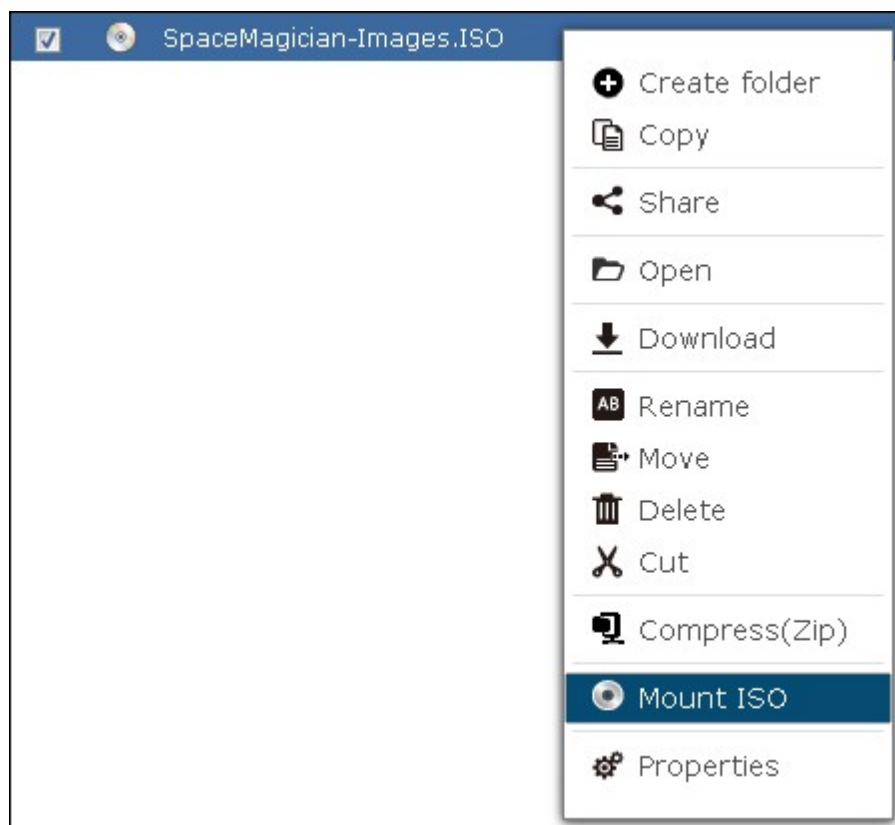 SpaceMagician-Images.ISO
Create folder
Copy
Share
Open
Download
AB Rename
Move
Delete
Cut
Compress(Zip)
Mount ISO
Properties